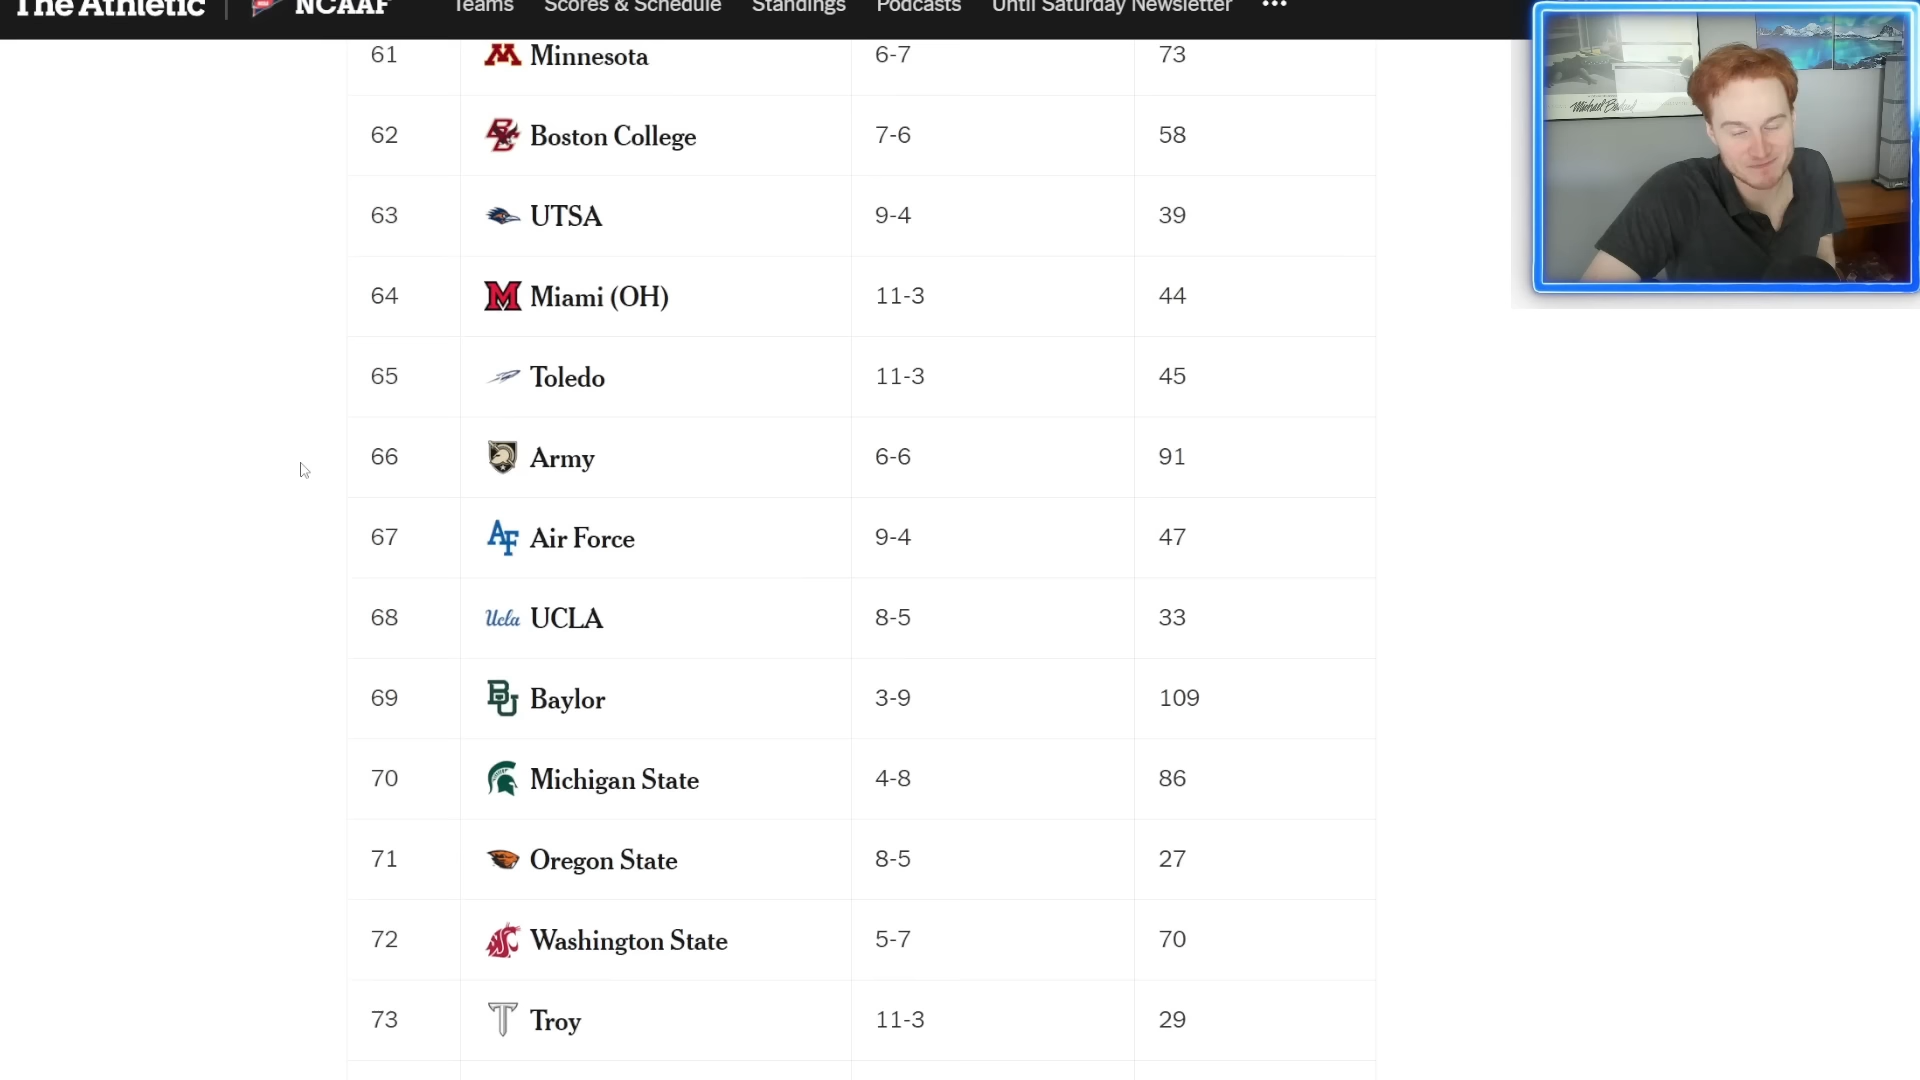 The Athletic NCAAF Teams Scores & Schedule Standings Podcasts Until Saturday Newsletter •••
61 Minnesota 6-7 73
62 Boston College 7-6 58
63 UTSA 9-4 39
64 Miami (OH) 11-3 44
65 Toledo 11-3 45
66 Army 6-6 91
67 Air Force 9-4 47
68 Ucla UCLA 8-5 33
69 Baylor 3-9 109
70 Michigan State 4-8 86
71 Oregon State 8-5 27
72 Washington State 5-7 70
73 Troy 11-3 29